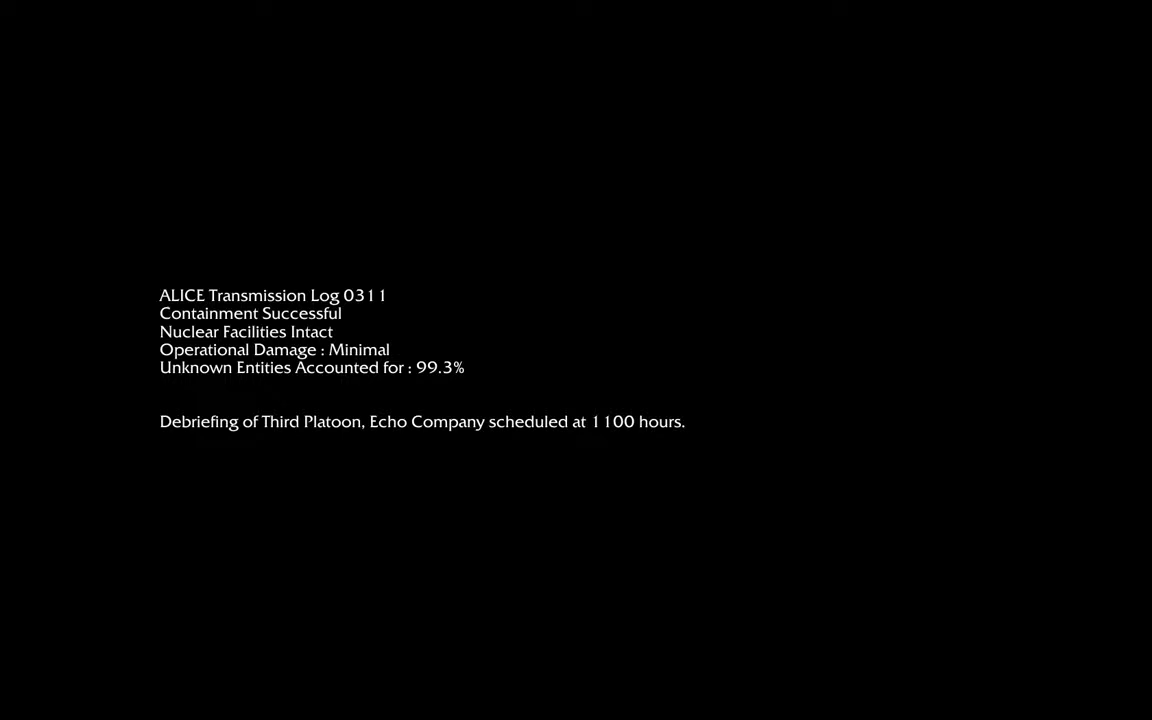 ALICE Transmission Log 0311
Containment Successful
Nuclear Facilities Intact
Operational Damage : Minimal
Unknown Entities Accounted for : 99.3%
Debriefing of Third Platoon, Echo Company scheduled at 1100 hours.